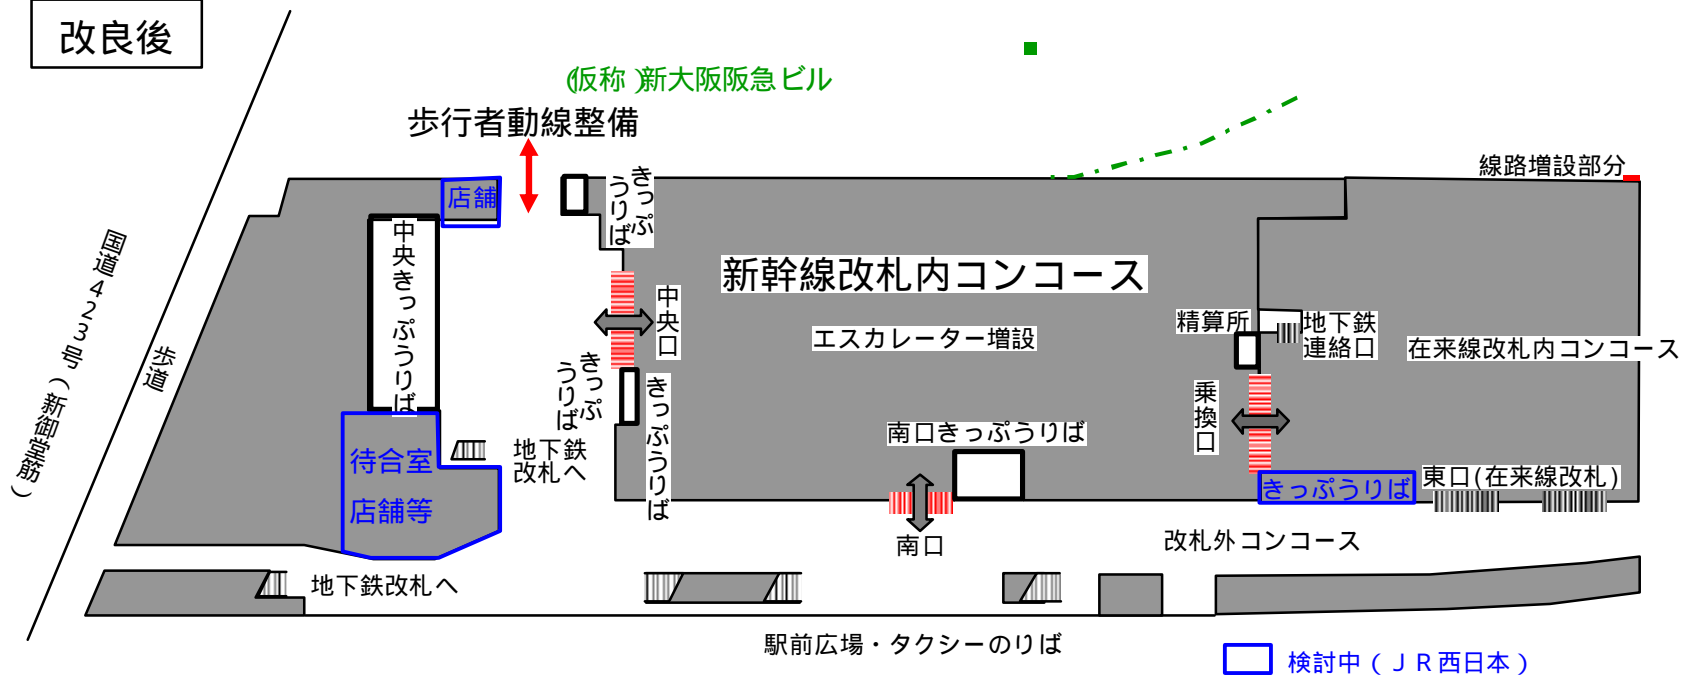 改良後
(仮称)新大阪阪急ビル
歩行者動線整備
線路増設部分
店舗
きっぷ
うりば
中央きっぷうりば
国道423号(新御堂筋)
歩道
新幹線改札内コンコース
中央口
エスカレーター増設
精算所
地下鉄
連絡口
在来線改札内コンコース
きっぷ
うりば
きっぷうりば
乗換口
南口きっぷうりば
待合室
店舗等
地下鉄
改札へ
きっぷうりば
東口(在来線改札)
南口
改札外コンコース
地下鉄改札へ
駅前広場・タクシーのりば
検討中(JR西日本)